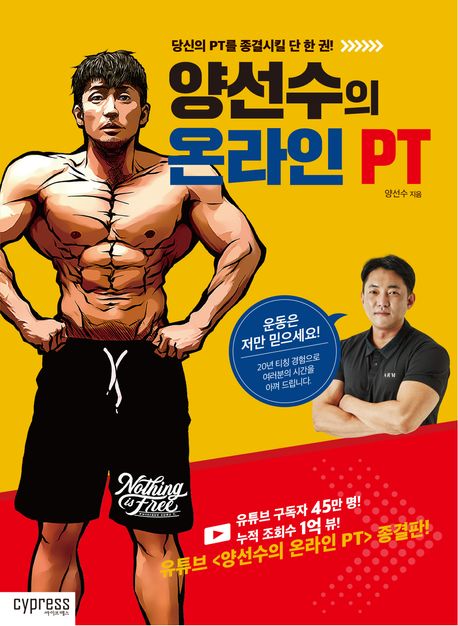 당신의 PT를 종결시킬 단 한 권!
양선수의
온라인 PT
양선수 지음
운동은
저만 믿으세요!
20년 티칭 경험으로
여러분의 시간을
아껴 드립니다.
Nothing
is Free
유튜브 구독자 45만 명!
누적 조회수 1억 뷰!
유튜브 <양선수의 온라인 PT> 종결판!
cypress
싸이프레스